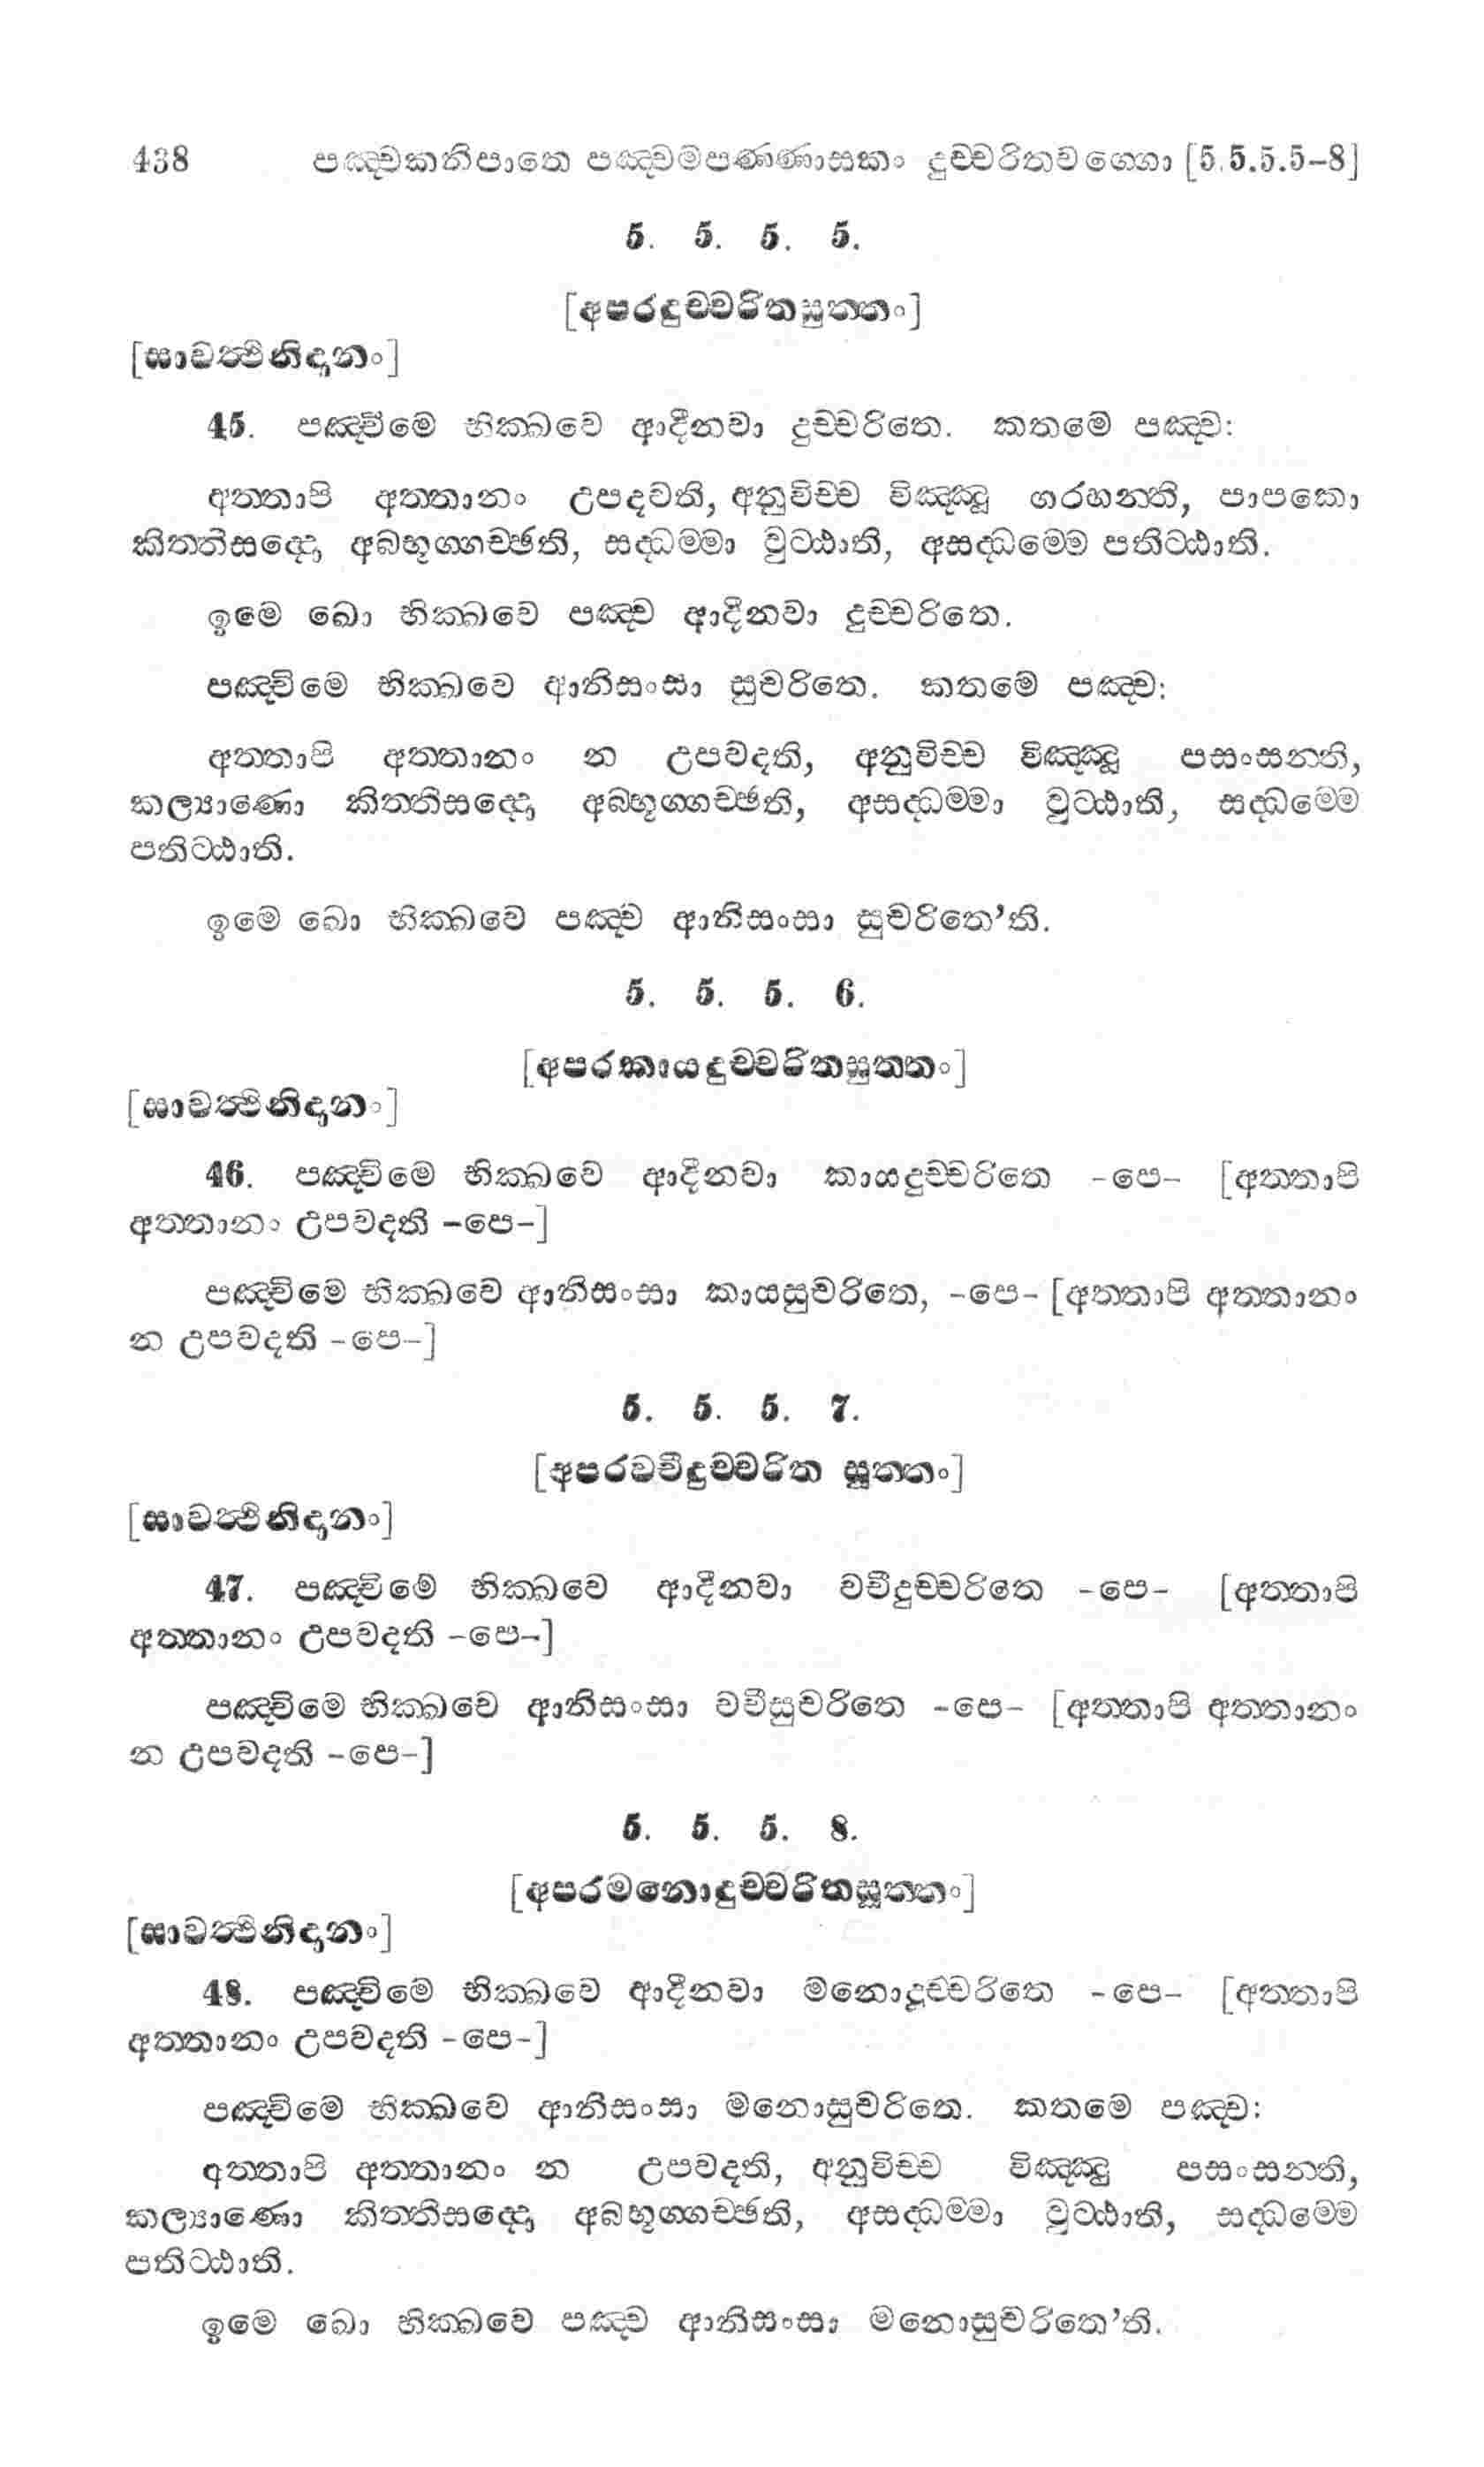 438 පඤ්චකනිපාතෙ පඤ්චමපණ්ණාසකං දුච්චරිතවග්ගො [5.5.5.5–8]
5. 5. 5. 5.
[අපරදුච්චරිතසුත්තං]
[සාවත්ථිනිදානං]
45. පඤ්චිමෙ භික්ඛවෙ ආදීනවා දුච්චරිතෙ. කතමෙ පඤ්ච:
අත්තාපි අත්තානං උපදවති, අනුවිච්ච විඤ්ඤූ ගරහන්ති, පාපකො
කිත්තිසද්දො අබ්භූග්ගච්ඡති, සද්ධම්මා වුට්ඨාති, අසද්ධම්මෙ පතිට්ඨාති.
ඉමෙ ඛො භික්ඛවෙ පඤ්ච ආදීනවා දුච්චරිතෙ.
පඤ්චිමෙ භික්ඛවෙ ආනිසංසා සුචරිතෙ. කතමෙ පඤ්ච:
අත්තාපි අත්තානං න උපවදති, අනුවිච්ච විඤ්ඤූ පසංසන්ති,
කල්‍යාණො කිත්තිසද්දො අබ්භූග්ගච්ඡති, අසද්ධම්මා වුට්ඨාති, සද්ධම්මෙ
පතිට්ඨාති.
ඉමෙ ඛො භික්ඛවෙ පඤ්ච ආනිසංසා සුචරිතෙ’ති.
5. 5. 5. 6.
[අපරකායදුච්චරිතසුත්තං]
[සාවත්ථිනිදානං]
46. පඤ්චිමෙ භික්ඛවෙ ආදීනවා කායදුච්චරිතෙ –පෙ– [අත්තාපි
අත්තානං උපවදති –පෙ–]
පඤ්චිමෙ භික්ඛවෙ ආනිසංසා කායසුචරිතෙ, –පෙ– [අත්තාපි අත්තානං
න උපවදති –පෙ–]
5. 5. 5. 7.
[අපරවචීදුච්චරිත සූත්තං]
[සාවත්ථිනිදානං]
47. පඤ්චිමේ භික්ඛවෙ ආදීනවා වචීදුච්චරිතෙ –පෙ– [අත්තාපි
අත්තානං උපවදති –පෙ–]
පඤ්චිමෙ භික්ඛවෙ ආනිසංසා වචීසුචරිතෙ –පෙ– [අත්තාපි අත්තානං
න උපවදති –පෙ–]
5. 5. 5. 8.
[අපරමනොදුච්චරිතසූත්තං]
[සාවත්ථිනිදානං]
48. පඤ්චිමෙ භික්ඛවෙ ආදීනවා මනොදුච්චරිතෙ –පෙ– [අත්තාපි
අත්තානං උපවදති –පෙ–]
පඤ්චිමෙ භික්ඛවෙ ආනිසංසා මනොසුචරිතෙ. කතමෙ පඤ්ච:
අත්තාපි අත්තානං න උපවදති, අනුවිච්ච විඤ්ඤු පසංසන්ති,
කල්‍යාණො කිත්තිසද්දො අබ්භූග්ගච්ඡති, අසද්ධම්මා වුට්ඨාති, සද්ධම්මෙ
පතිට්ඨාති.
ඉමෙ ඛො භික්ඛවෙ පඤ්ච ආනිසංසා මනොසුචරිතෙ’ති.